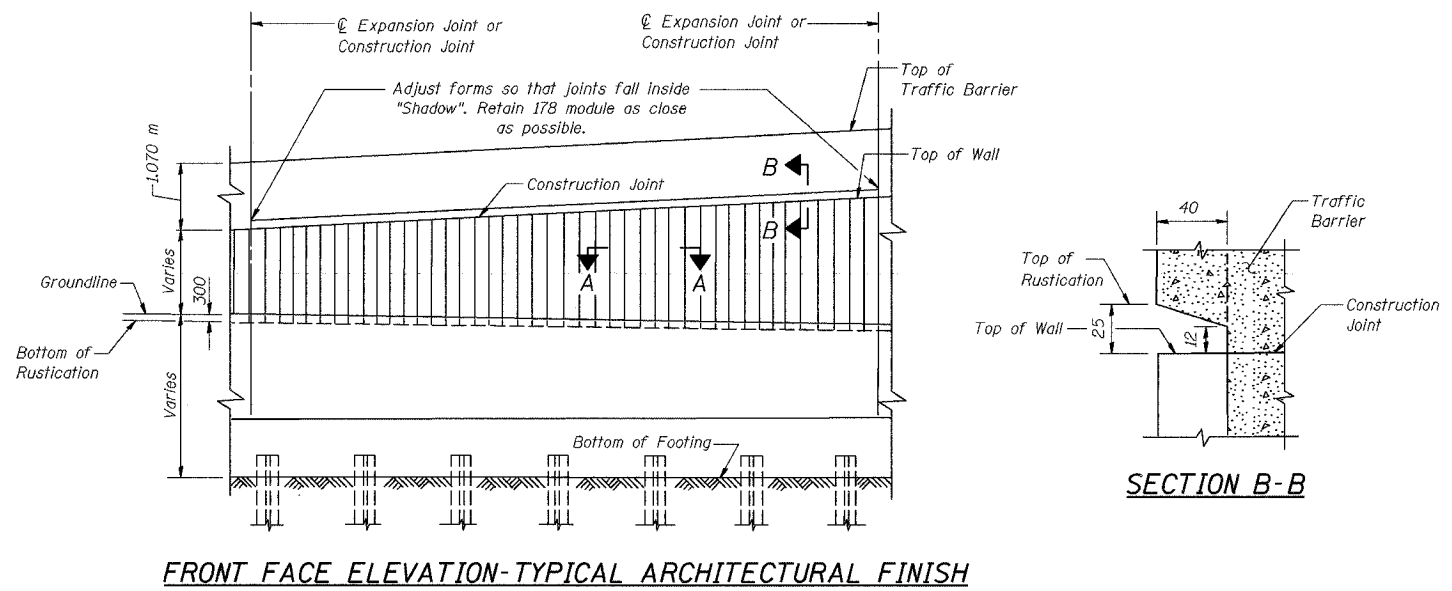 ℄ Expansion Joint or
Construction Joint
℄ Expansion Joint or
Construction Joint
Top of
Traffic Barrier
Adjust forms so that joints fall inside
"Shadow". Retain 178 module as close
as possible.
1.070 m
B
Top of Wall
Construction Joint
B
A
A
Varies
300
Groundline
Bottom of
Rustication
Varies
Bottom of Footing
FRONT FACE ELEVATION-TYPICAL ARCHITECTURAL FINISH
40
Traffic
Barrier
Top of
Rustication
Construction
Joint
Top of Wall
25
12
SECTION B-B